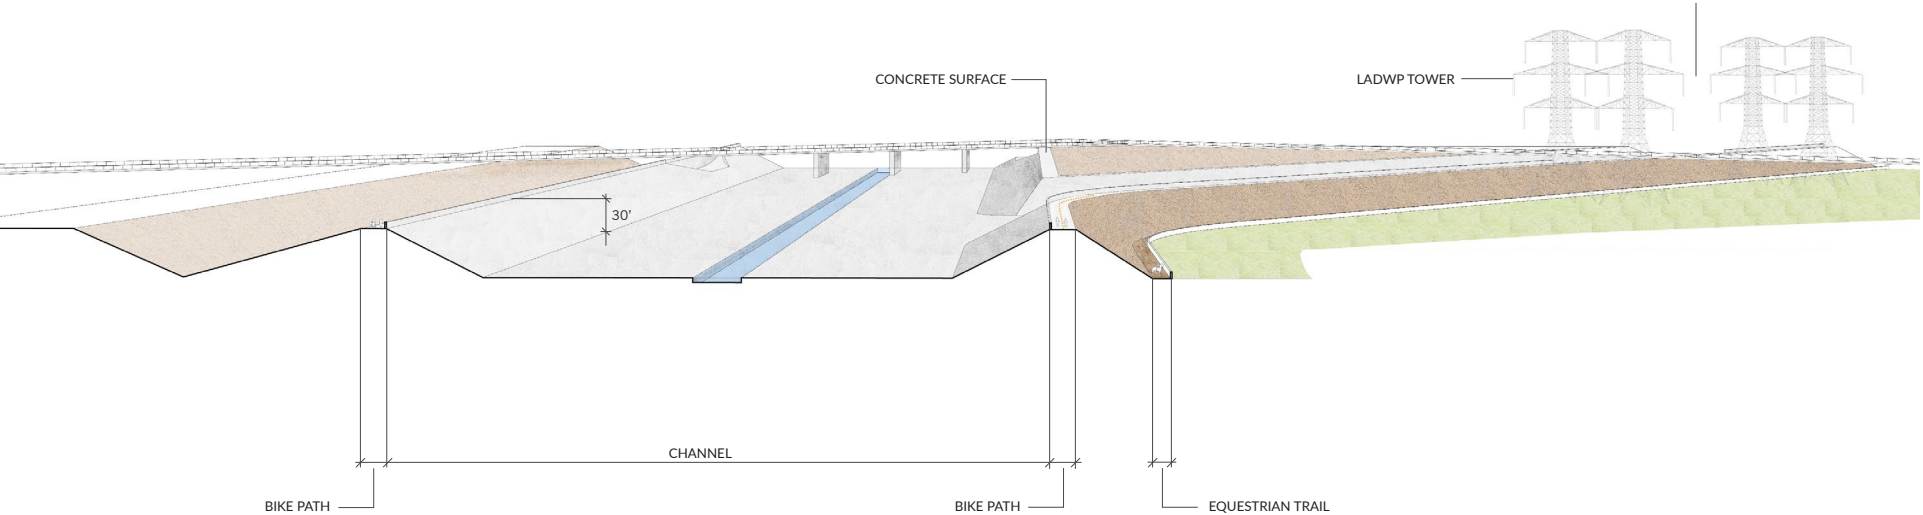 CONCRETE SURFACE
LADWP TOWER
30'
CHANNEL
BIKE PATH
BIKE PATH
EQUESTRIAN TRAIL